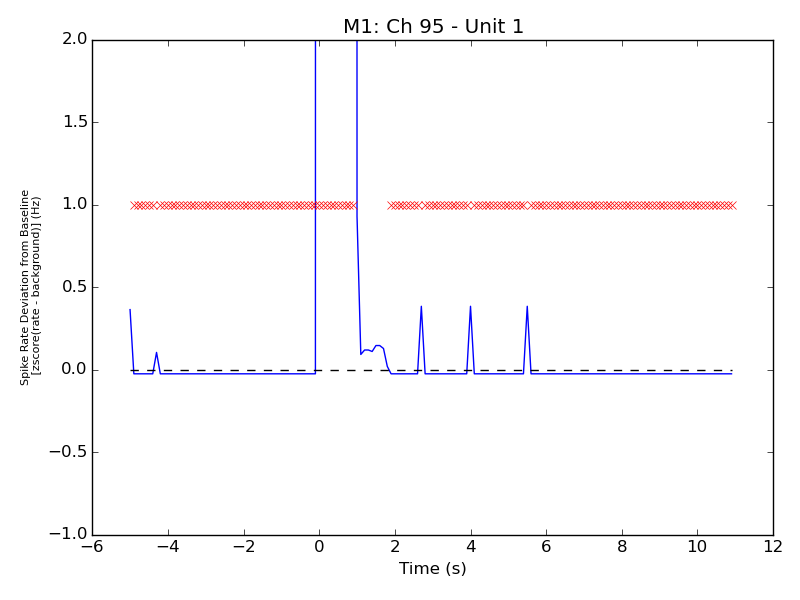 M1: Ch 95 - Unit 1
2.0
1.5
1.0
0.5
0.0
−0.5
−1.0
Spike Rate Deviation from Baseline
[zscore(rate - background)] (Hz)
−6 −4 −2 0 2 4 6 8 10 12
Time (s)